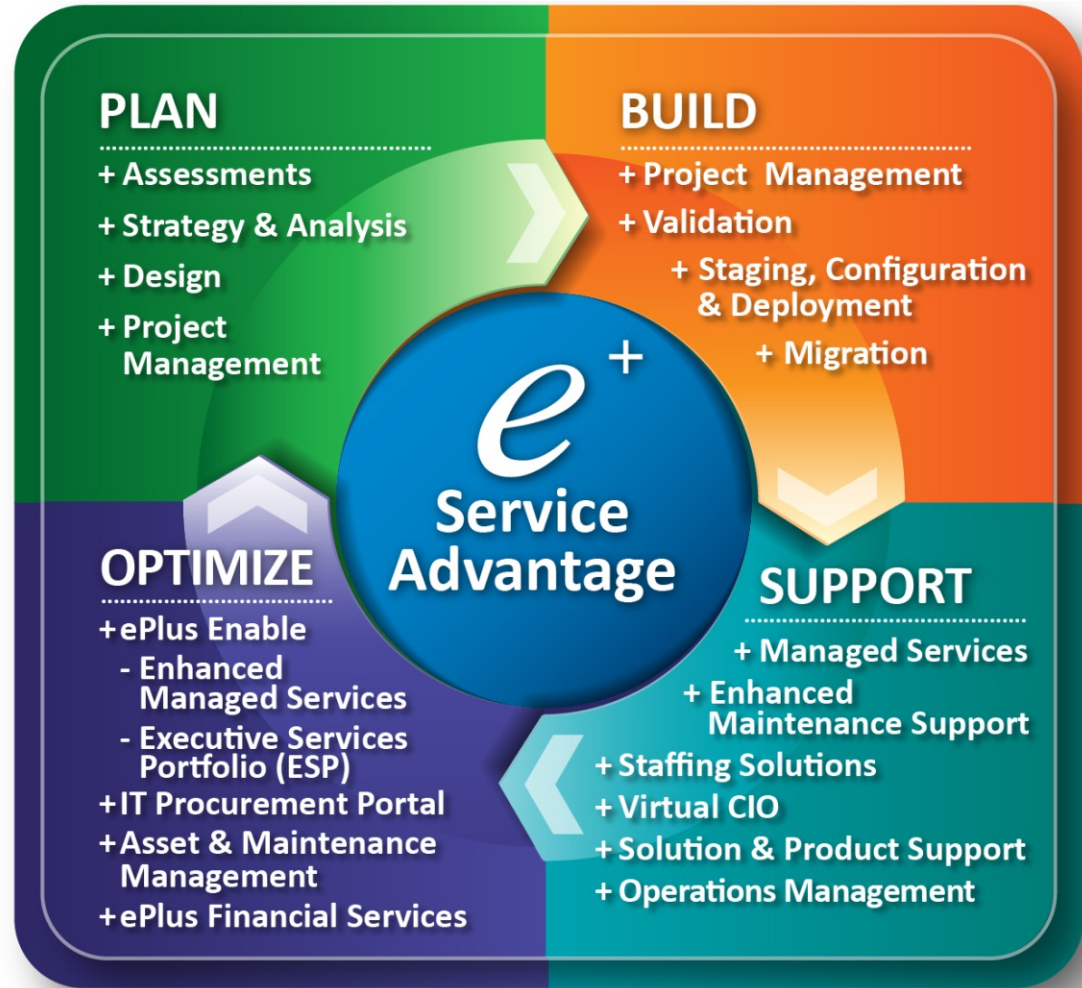 PLAN
+ Assessments
+ Strategy & Analysis
+ Design
+ Project
Management
BUILD
+ Project Management
+ Validation
+ Staging, Configuration
& Deployment
+ Migration
e+
Service
Advantage
OPTIMIZE
+ ePlus Enable
- Enhanced
Managed Services
- Executive Services
Portfolio (ESP)
+ IT Procurement Portal
+ Asset & Maintenance
Management
+ ePlus Financial Services
SUPPORT
+ Managed Services
+ Enhanced
Maintenance Support
+ Staffing Solutions
+ Virtual CIO
+ Solution & Product Support
+ Operations Management